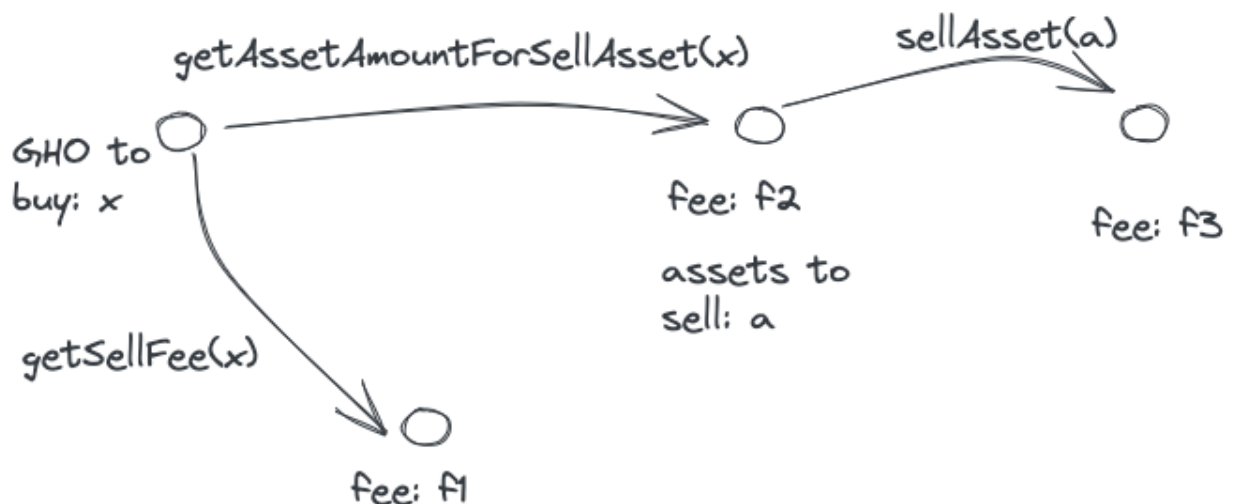 getAssetAmountForSellAsset(x)
sellAsset(a)
GHO to
buy: x
fee: f2
fee: f3
assets to
sell: a
getSellFee(x)
fee: f1